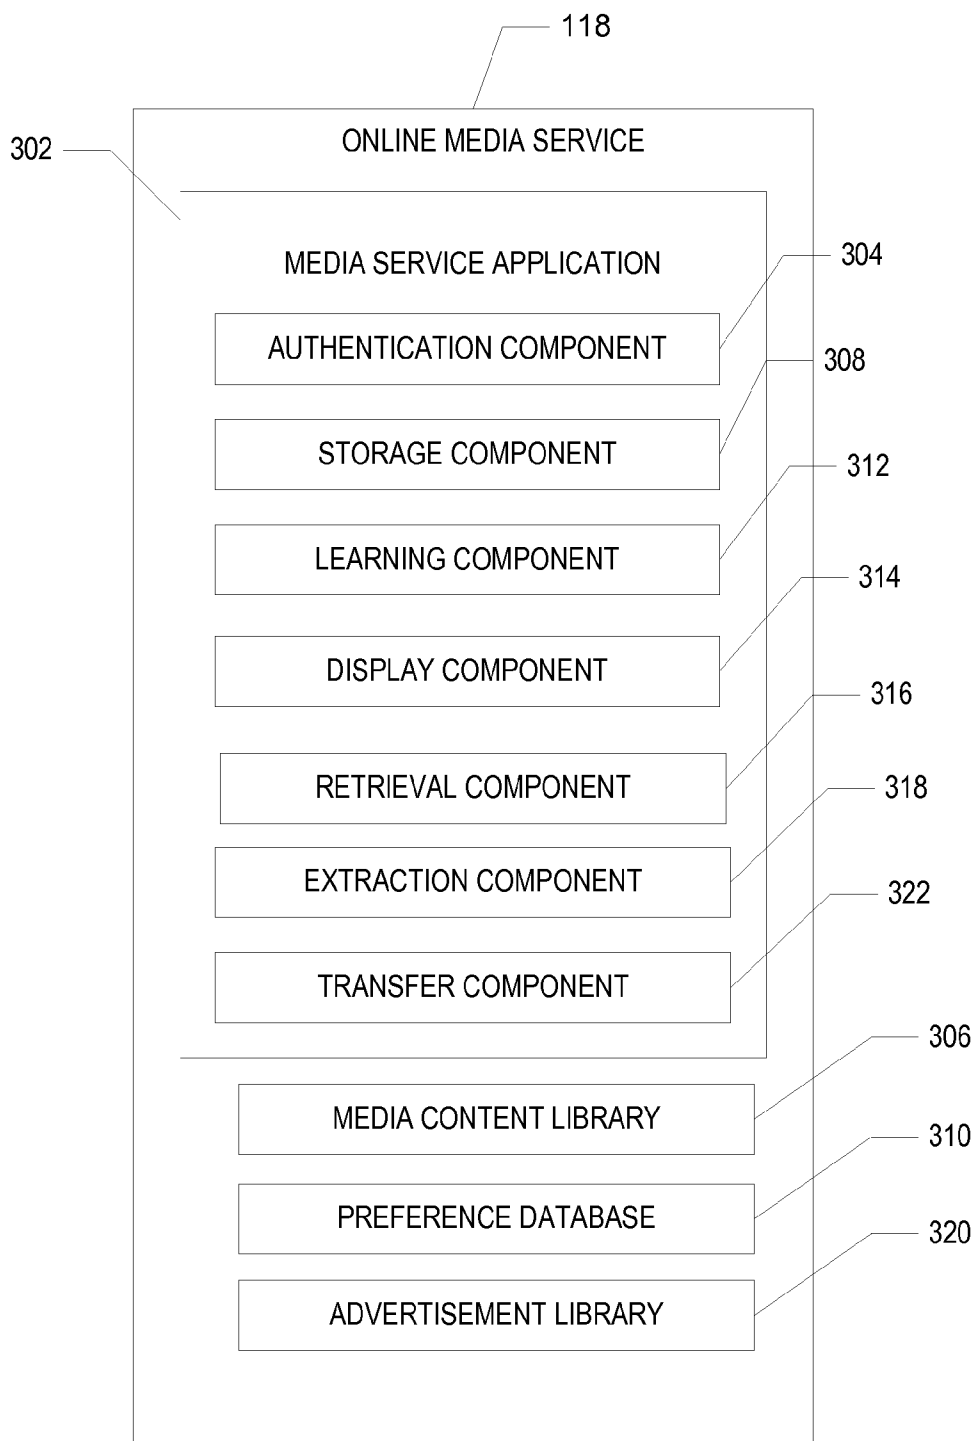 118
ONLINE MEDIA SERVICE
302
MEDIA SERVICE APPLICATION
304
AUTHENTICATION COMPONENT
308
STORAGE COMPONENT
312
LEARNING COMPONENT
314
DISPLAY COMPONENT
316
RETRIEVAL COMPONENT
318
EXTRACTION COMPONENT
322
TRANSFER COMPONENT
306
MEDIA CONTENT LIBRARY
310
PREFERENCE DATABASE
320
ADVERTISEMENT LIBRARY